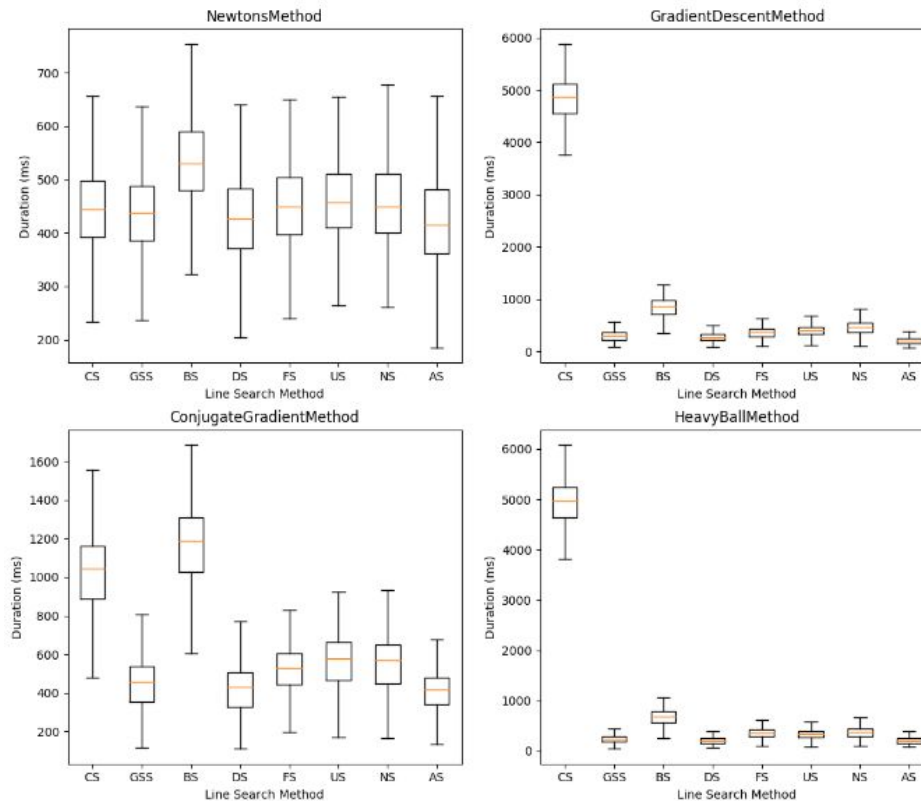 NewtonsMethod
Duration (ms)
700
600
500
400
300
200
CS GSS BS DS FS US NS AS
Line Search Method
GradientDescentMethod
Duration (ms)
6000
5000
4000
3000
2000
1000
0
CS GSS BS DS FS US NS AS
Line Search Method
ConjugateGradientMethod
Duration (ms)
1600
1400
1200
1000
800
600
400
200
CS GSS BS DS FS US NS AS
Line Search Method
HeavyBallMethod
Duration (ms)
6000
5000
4000
3000
2000
1000
0
CS GSS BS DS FS US NS AS
Line Search Method